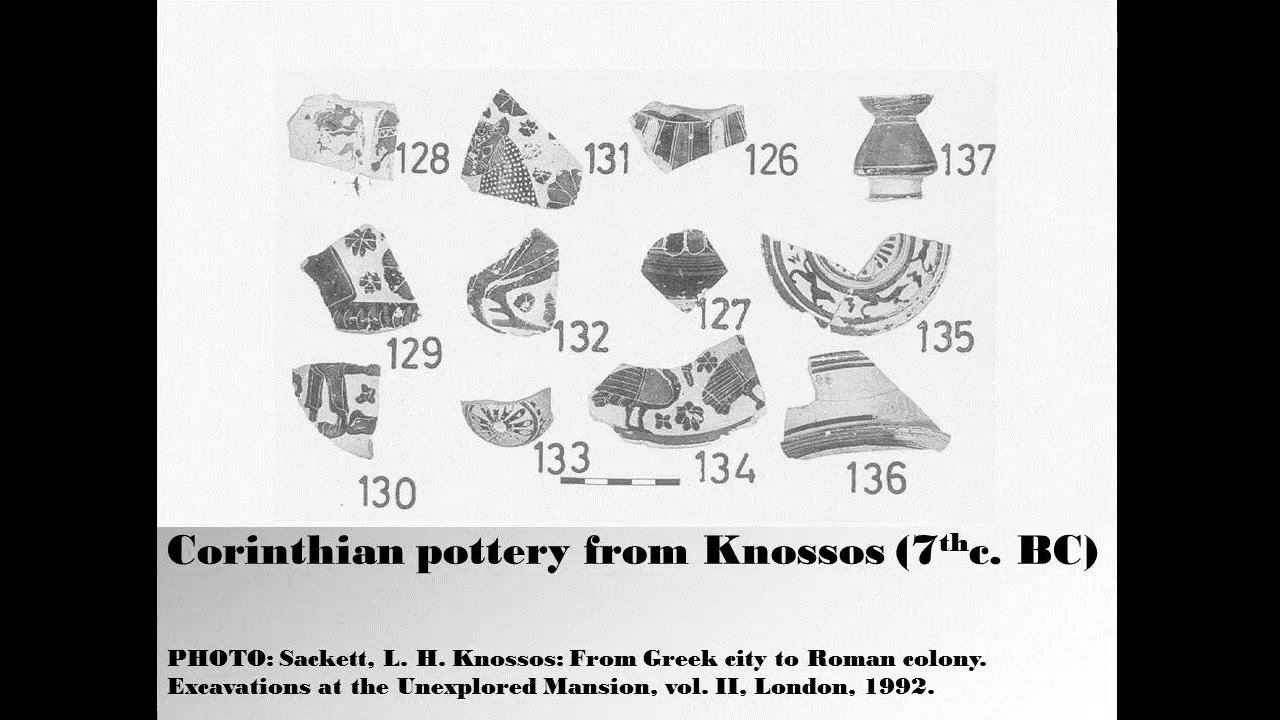 128 131 126 137
129 132 127 135
130 133 134 136
Corinthian pottery from Knossos (7th c. BC)
PHOTO: Sackett, L. H. Knossos: From Greek city to Roman colony.
Excavations at the Unexplored Mansion, vol. II, London, 1992.